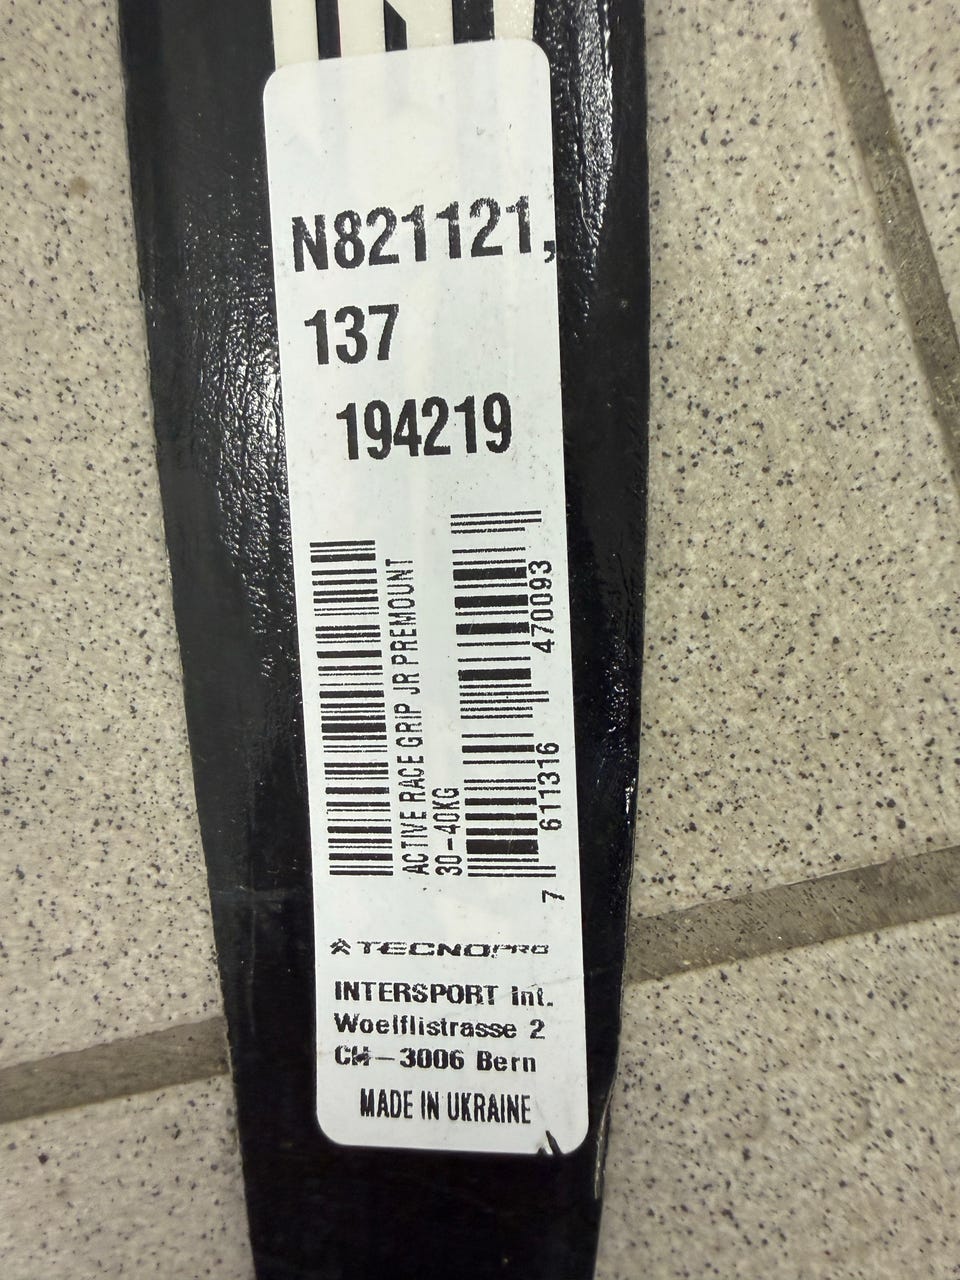 N821121,
137
194219
ACTIVE RACE GRIP JR PREMOUNT
30-40KG
7 611316 470093
TECNOPRO
INTERSPORT Int.
Woelflistrasse 2
CH-3006 Bern
MADE IN UKRAINE